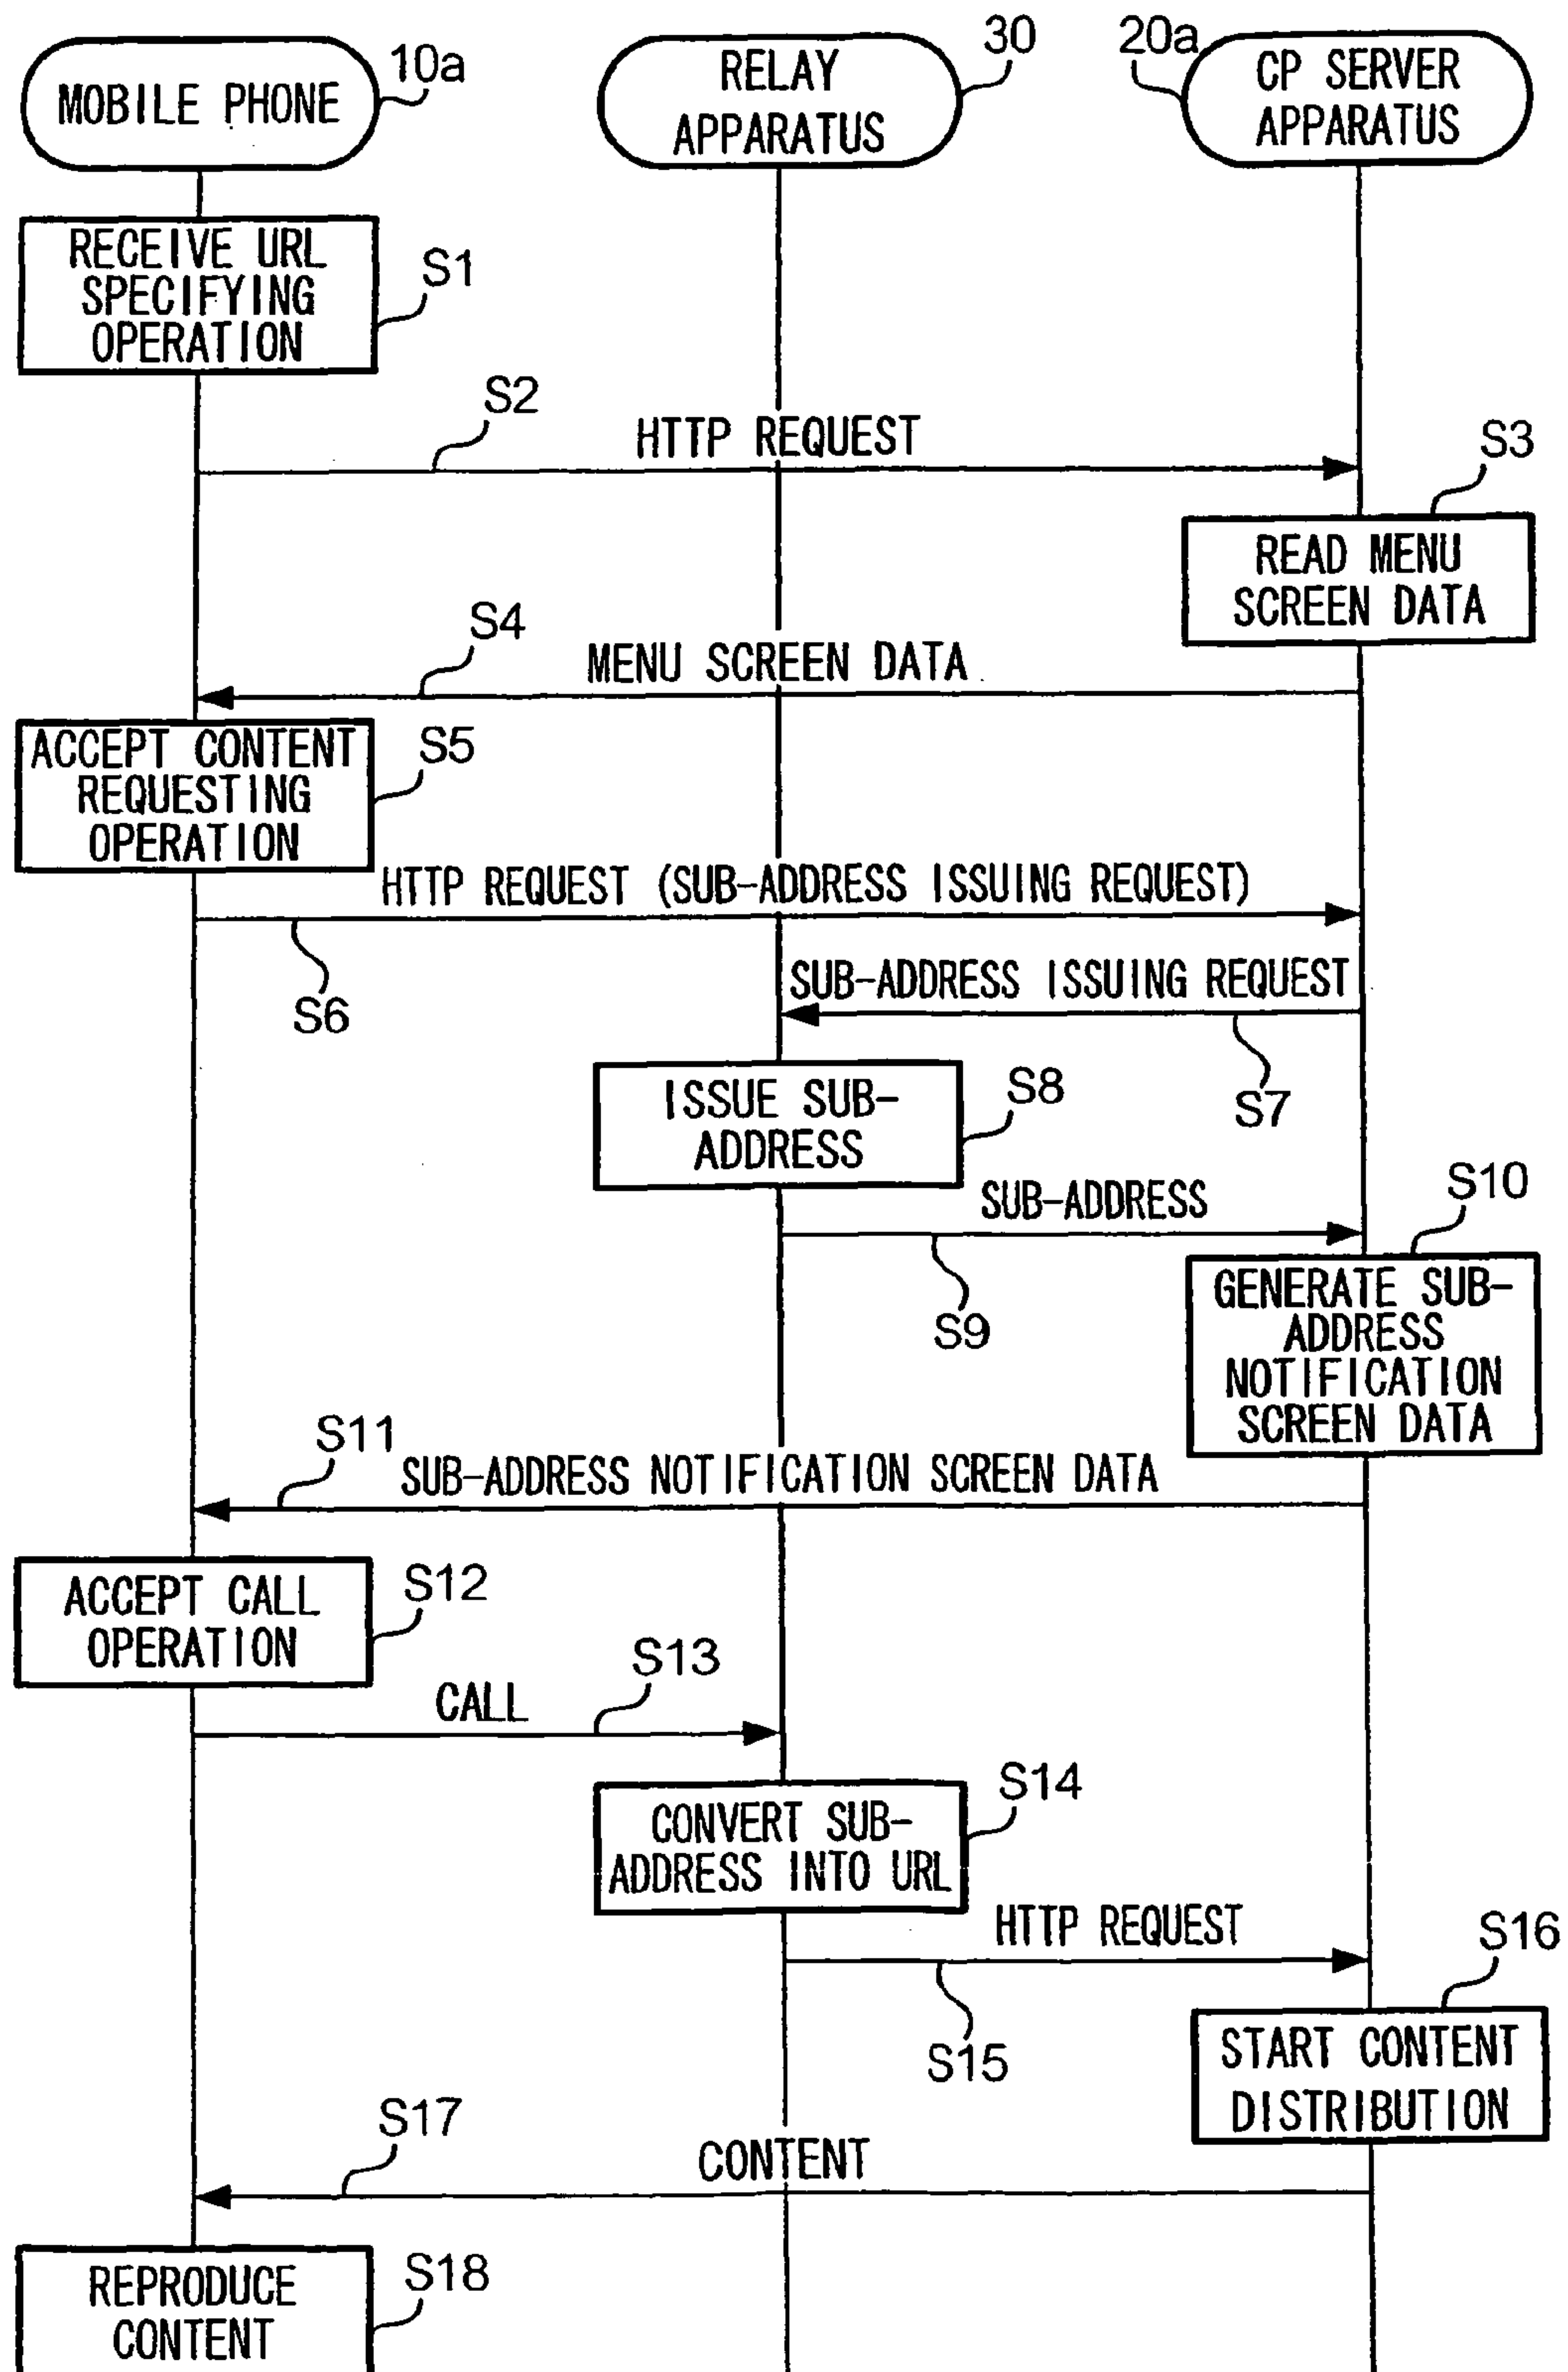 MOBILE PHONE
10a
RELAY
APPARATUS
30
20a
CP SERVER
APPARATUS
RECEIVE URL
SPECIFYING
OPERATION
S1
S2
HTTP REQUEST
S3
READ MENU
SCREEN DATA
S4
MENU SCREEN DATA
ACCEPT CONTENT
REQUESTING
OPERATION
S5
HTTP REQUEST (SUB-ADDRESS ISSUING REQUEST)
S6
SUB-ADDRESS ISSUING REQUEST
S7
ISSUE SUB-
ADDRESS
S8
SUB-ADDRESS
S9
S10
GENERATE SUB-
ADDRESS
NOTIFICATION
SCREEN DATA
S11
SUB-ADDRESS NOTIFICATION SCREEN DATA
ACCEPT CALL
OPERATION
S12
S13
CALL
CONVERT SUB-
ADDRESS INTO URL
S14
HTTP REQUEST
S15
S16
START CONTENT
DISTRIBUTION
S17
CONTENT
REPRODUCE
CONTENT
S18